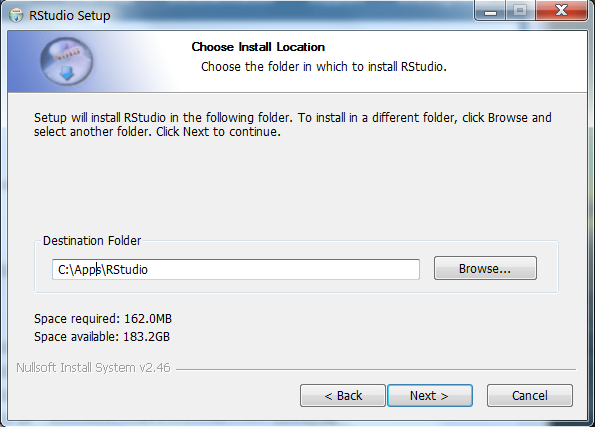 RStudio Setup
Choose Install Location
Choose the folder in which to install RStudio.
Setup will install RStudio in the following folder. To install in a different folder, click Browse and
select another folder. Click Next to continue.
Destination Folder
C:\Apps\RStudio
Browse...
Space required: 162.0MB
Space available: 183.2GB
Nullsoft Install System v2.46
< Back
Next >
Cancel